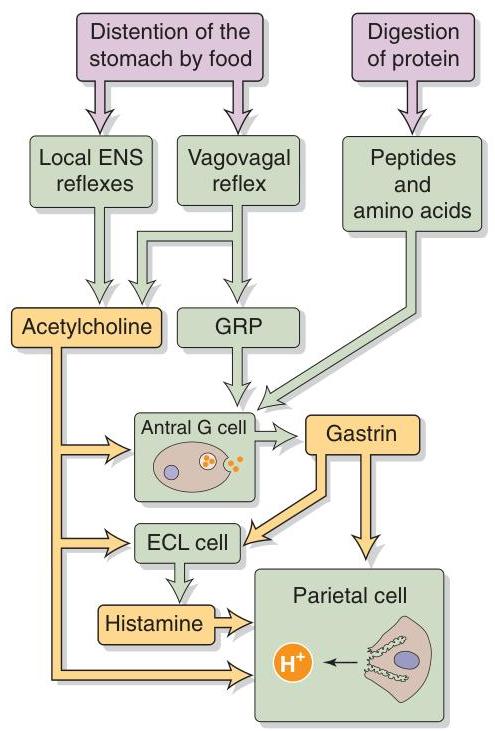 Distention of the
stomach by food
Digestion
of protein
Local ENS
reflexes
Vagovagal
reflex
Peptides
and
amino acids
Acetylcholine
GRP
Antral G cell
Gastrin
ECL cell
Histamine
Parietal cell
H+